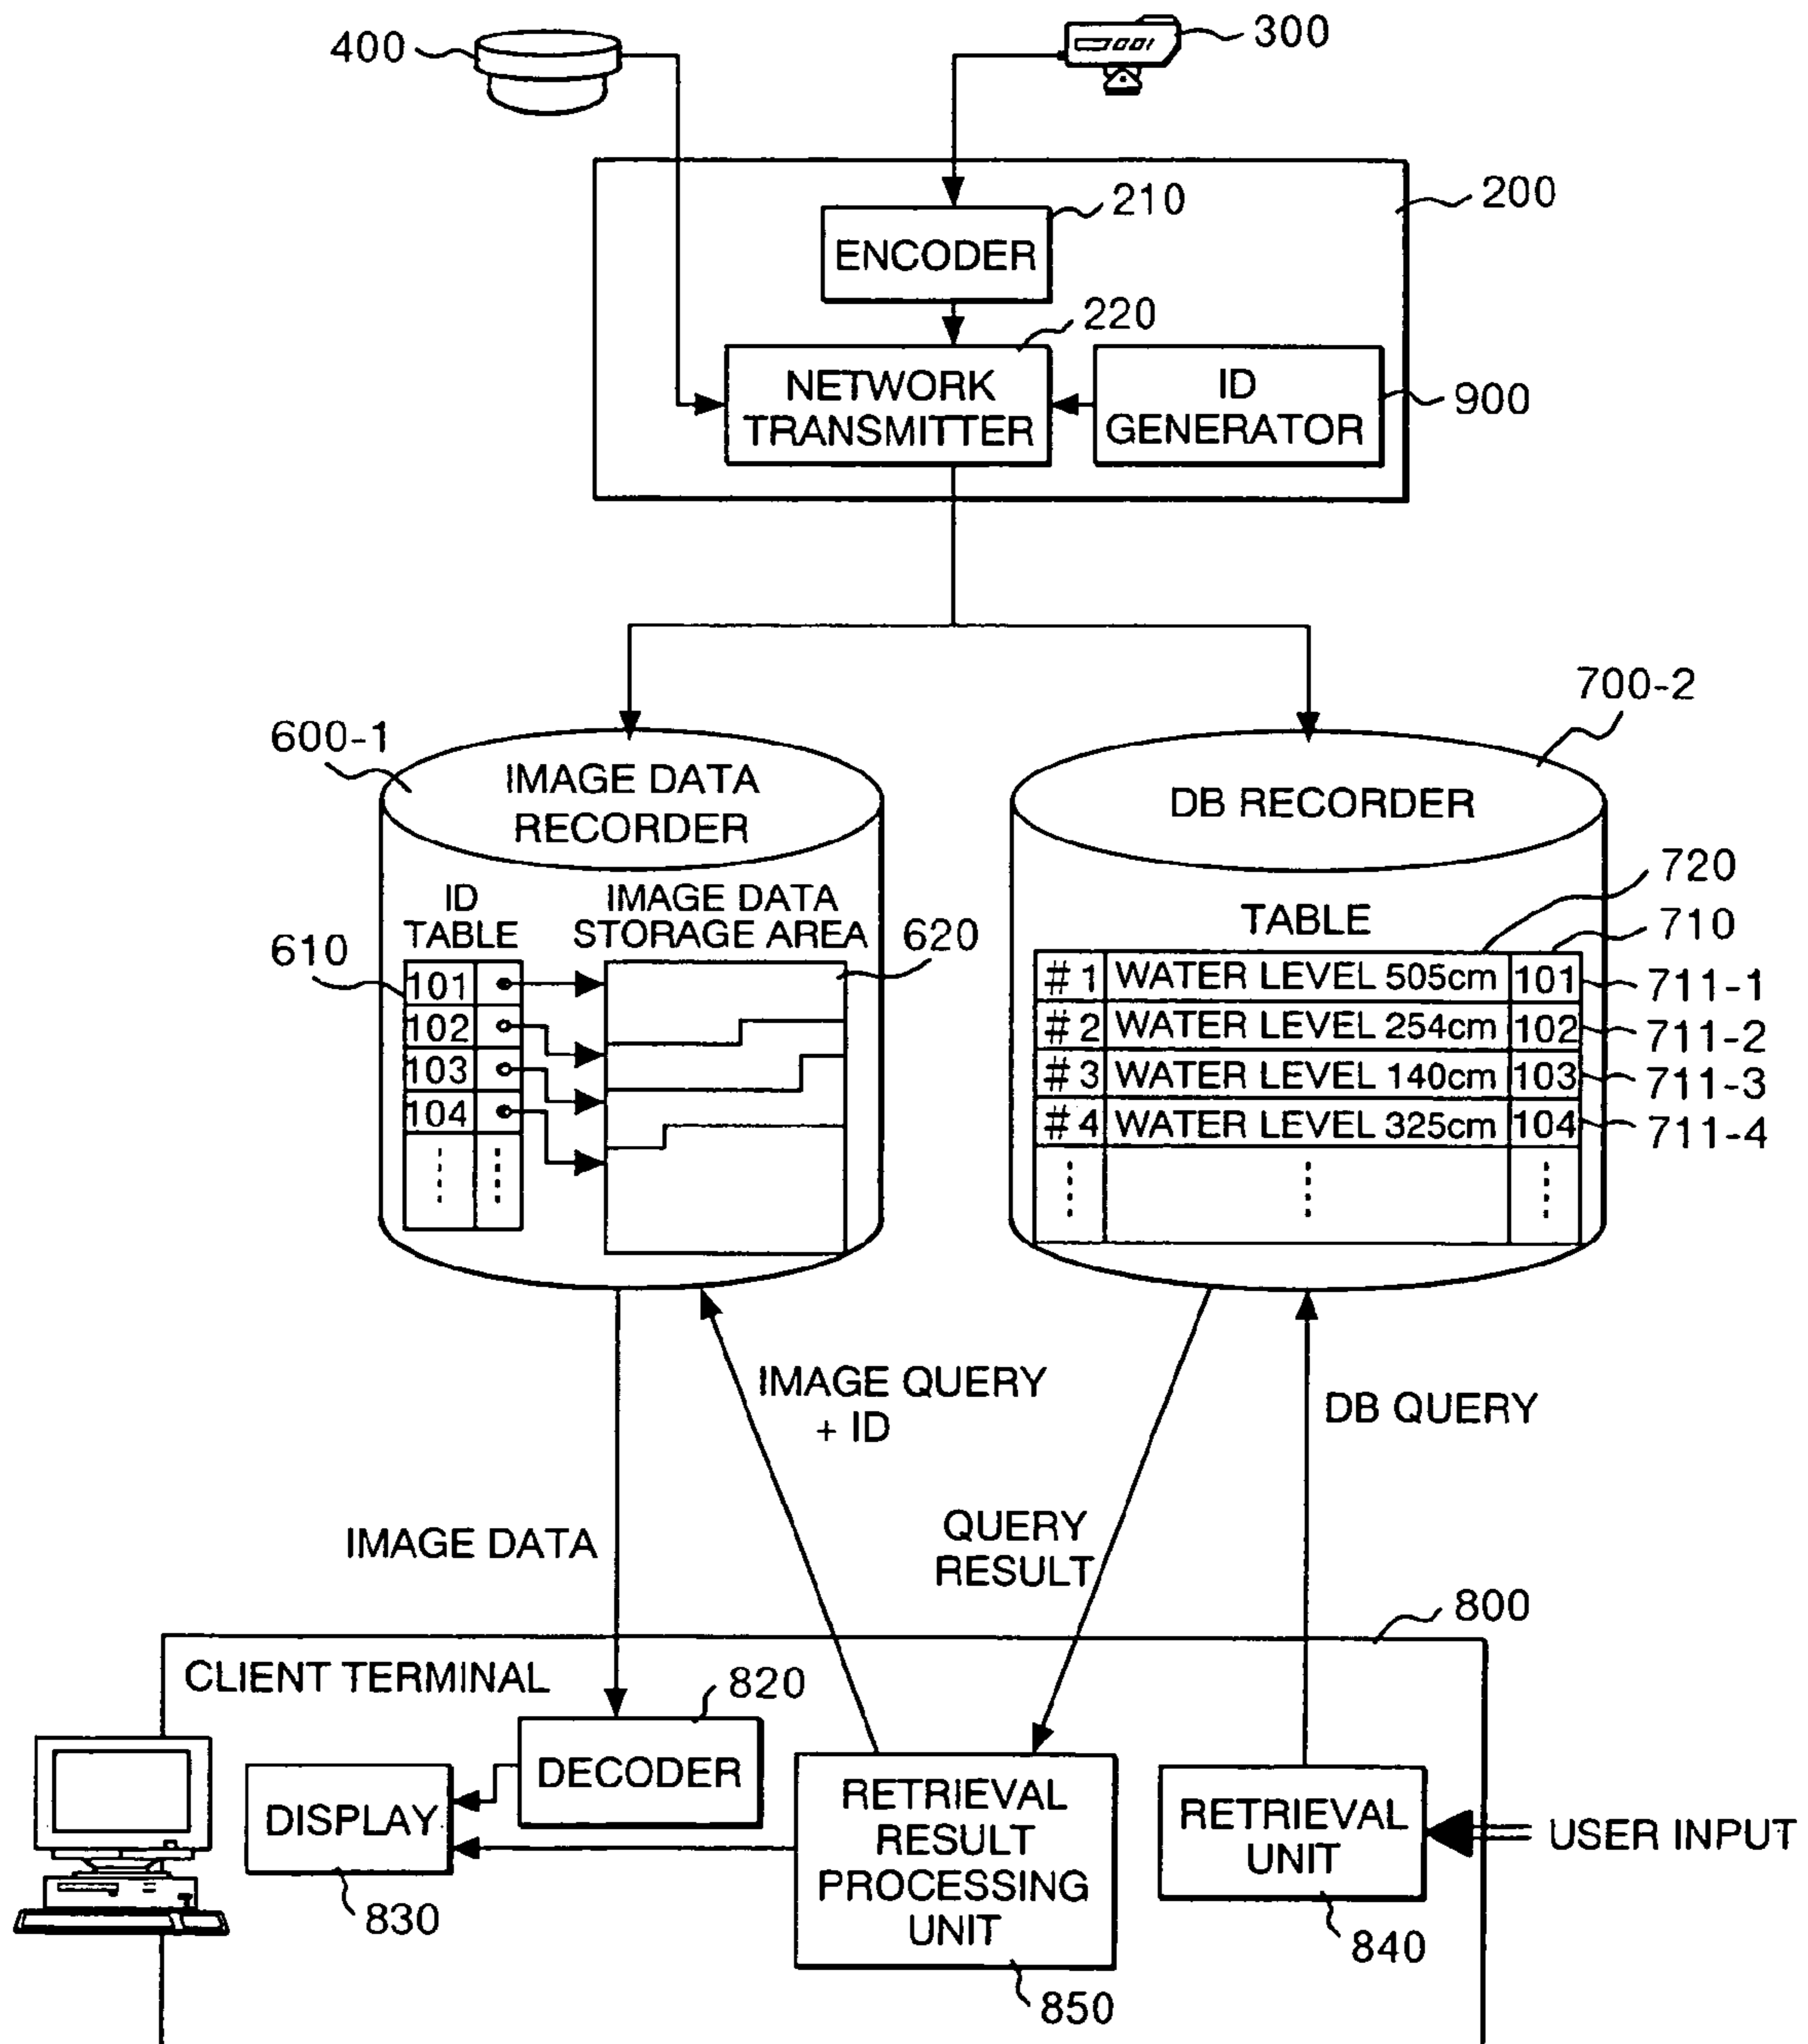 400
300
200
210
ENCODER
220
NETWORK
TRANSMITTER
ID
GENERATOR
900
600-1
IMAGE DATA
RECORDER
ID
TABLE
IMAGE DATA
STORAGE AREA
610
620
101
102
103
104
700-2
DB RECORDER
720
TABLE
710
# 1 WATER LEVEL 505cm 101 711-1
# 2 WATER LEVEL 254cm 102 711-2
# 3 WATER LEVEL 140cm 103 711-3
# 4 WATER LEVEL 325cm 104 711-4
IMAGE QUERY
+ ID
DB QUERY
IMAGE DATA
QUERY
RESULT
800
CLIENT TERMINAL
820
DECODER
DISPLAY
830
RETRIEVAL
RESULT
PROCESSING
UNIT
850
RETRIEVAL
UNIT
840
USER INPUT